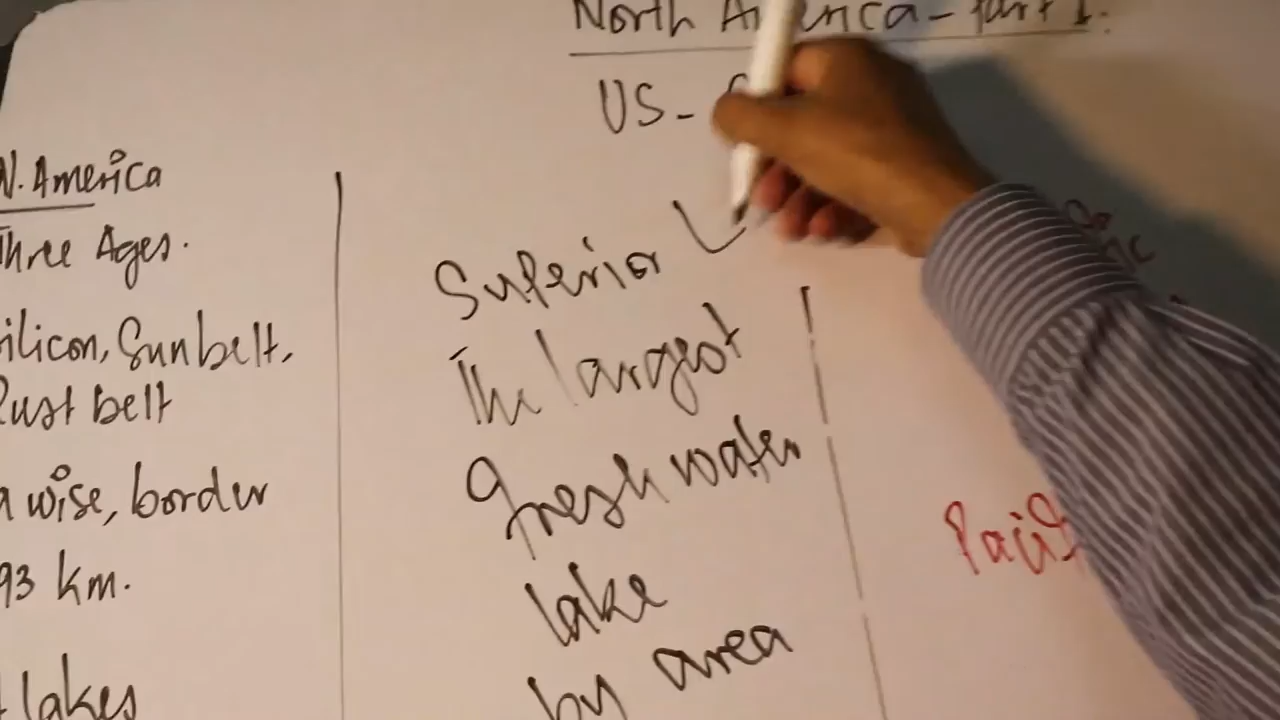 North America - Part 1.
US -
N. America
Three Ages.
ilicon, Sunbelt,
Rust belt
wise, border
93 km.
lakes
Superior
The largest
fresh water
lake
by area